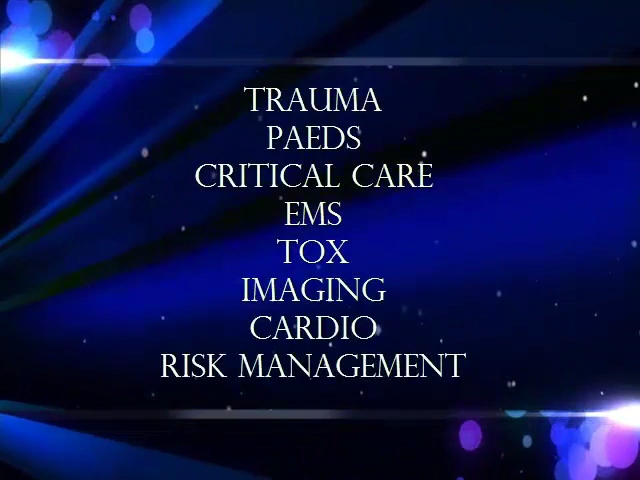 TRAUMA
PAEDS
CRITICAL CARE
EMS
TOX
IMAGING
CARDIO
RISK MANAGEMENT